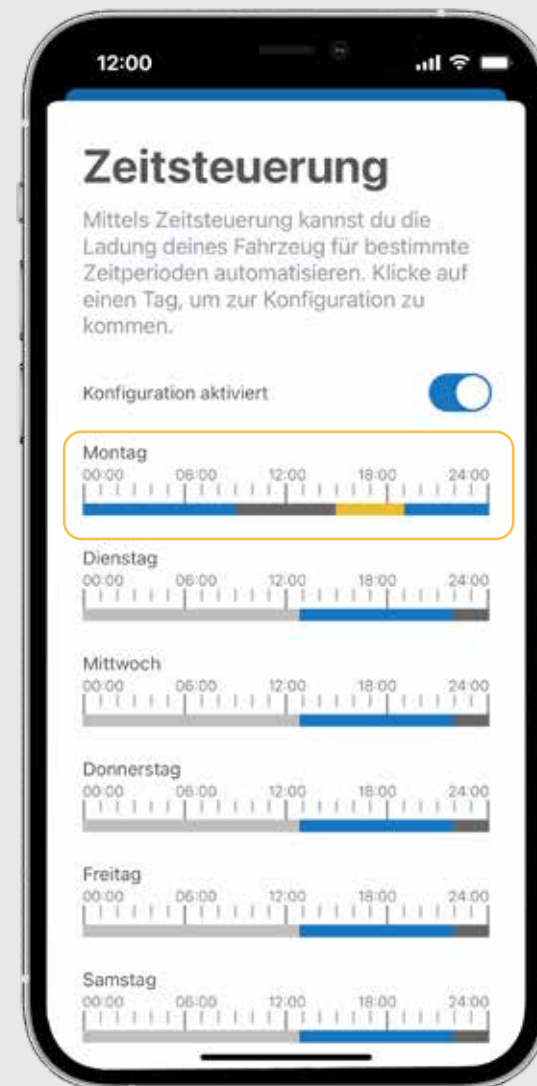 12:00
Zeitsteuerung
Mittels Zeitsteuerung kannst du die
Ladung deines Fahrzeug für bestimmte
Zeitperioden automatisieren. Klicke auf
einen Tag, um zur Konfiguration zu
kommen.
Konfiguration aktiviert
Montag
00:00 06:00 12:00 18:00 24:00
Dienstag
00:00 06:00 12:00 18:00 24:00
Mittwoch
00:00 06:00 12:00 18:00 24:00
Donnerstag
00:00 06:00 12:00 18:00 24:00
Freitag
00:00 06:00 12:00 18:00 24:00
Samstag
00:00 06:00 12:00 18:00 24:00